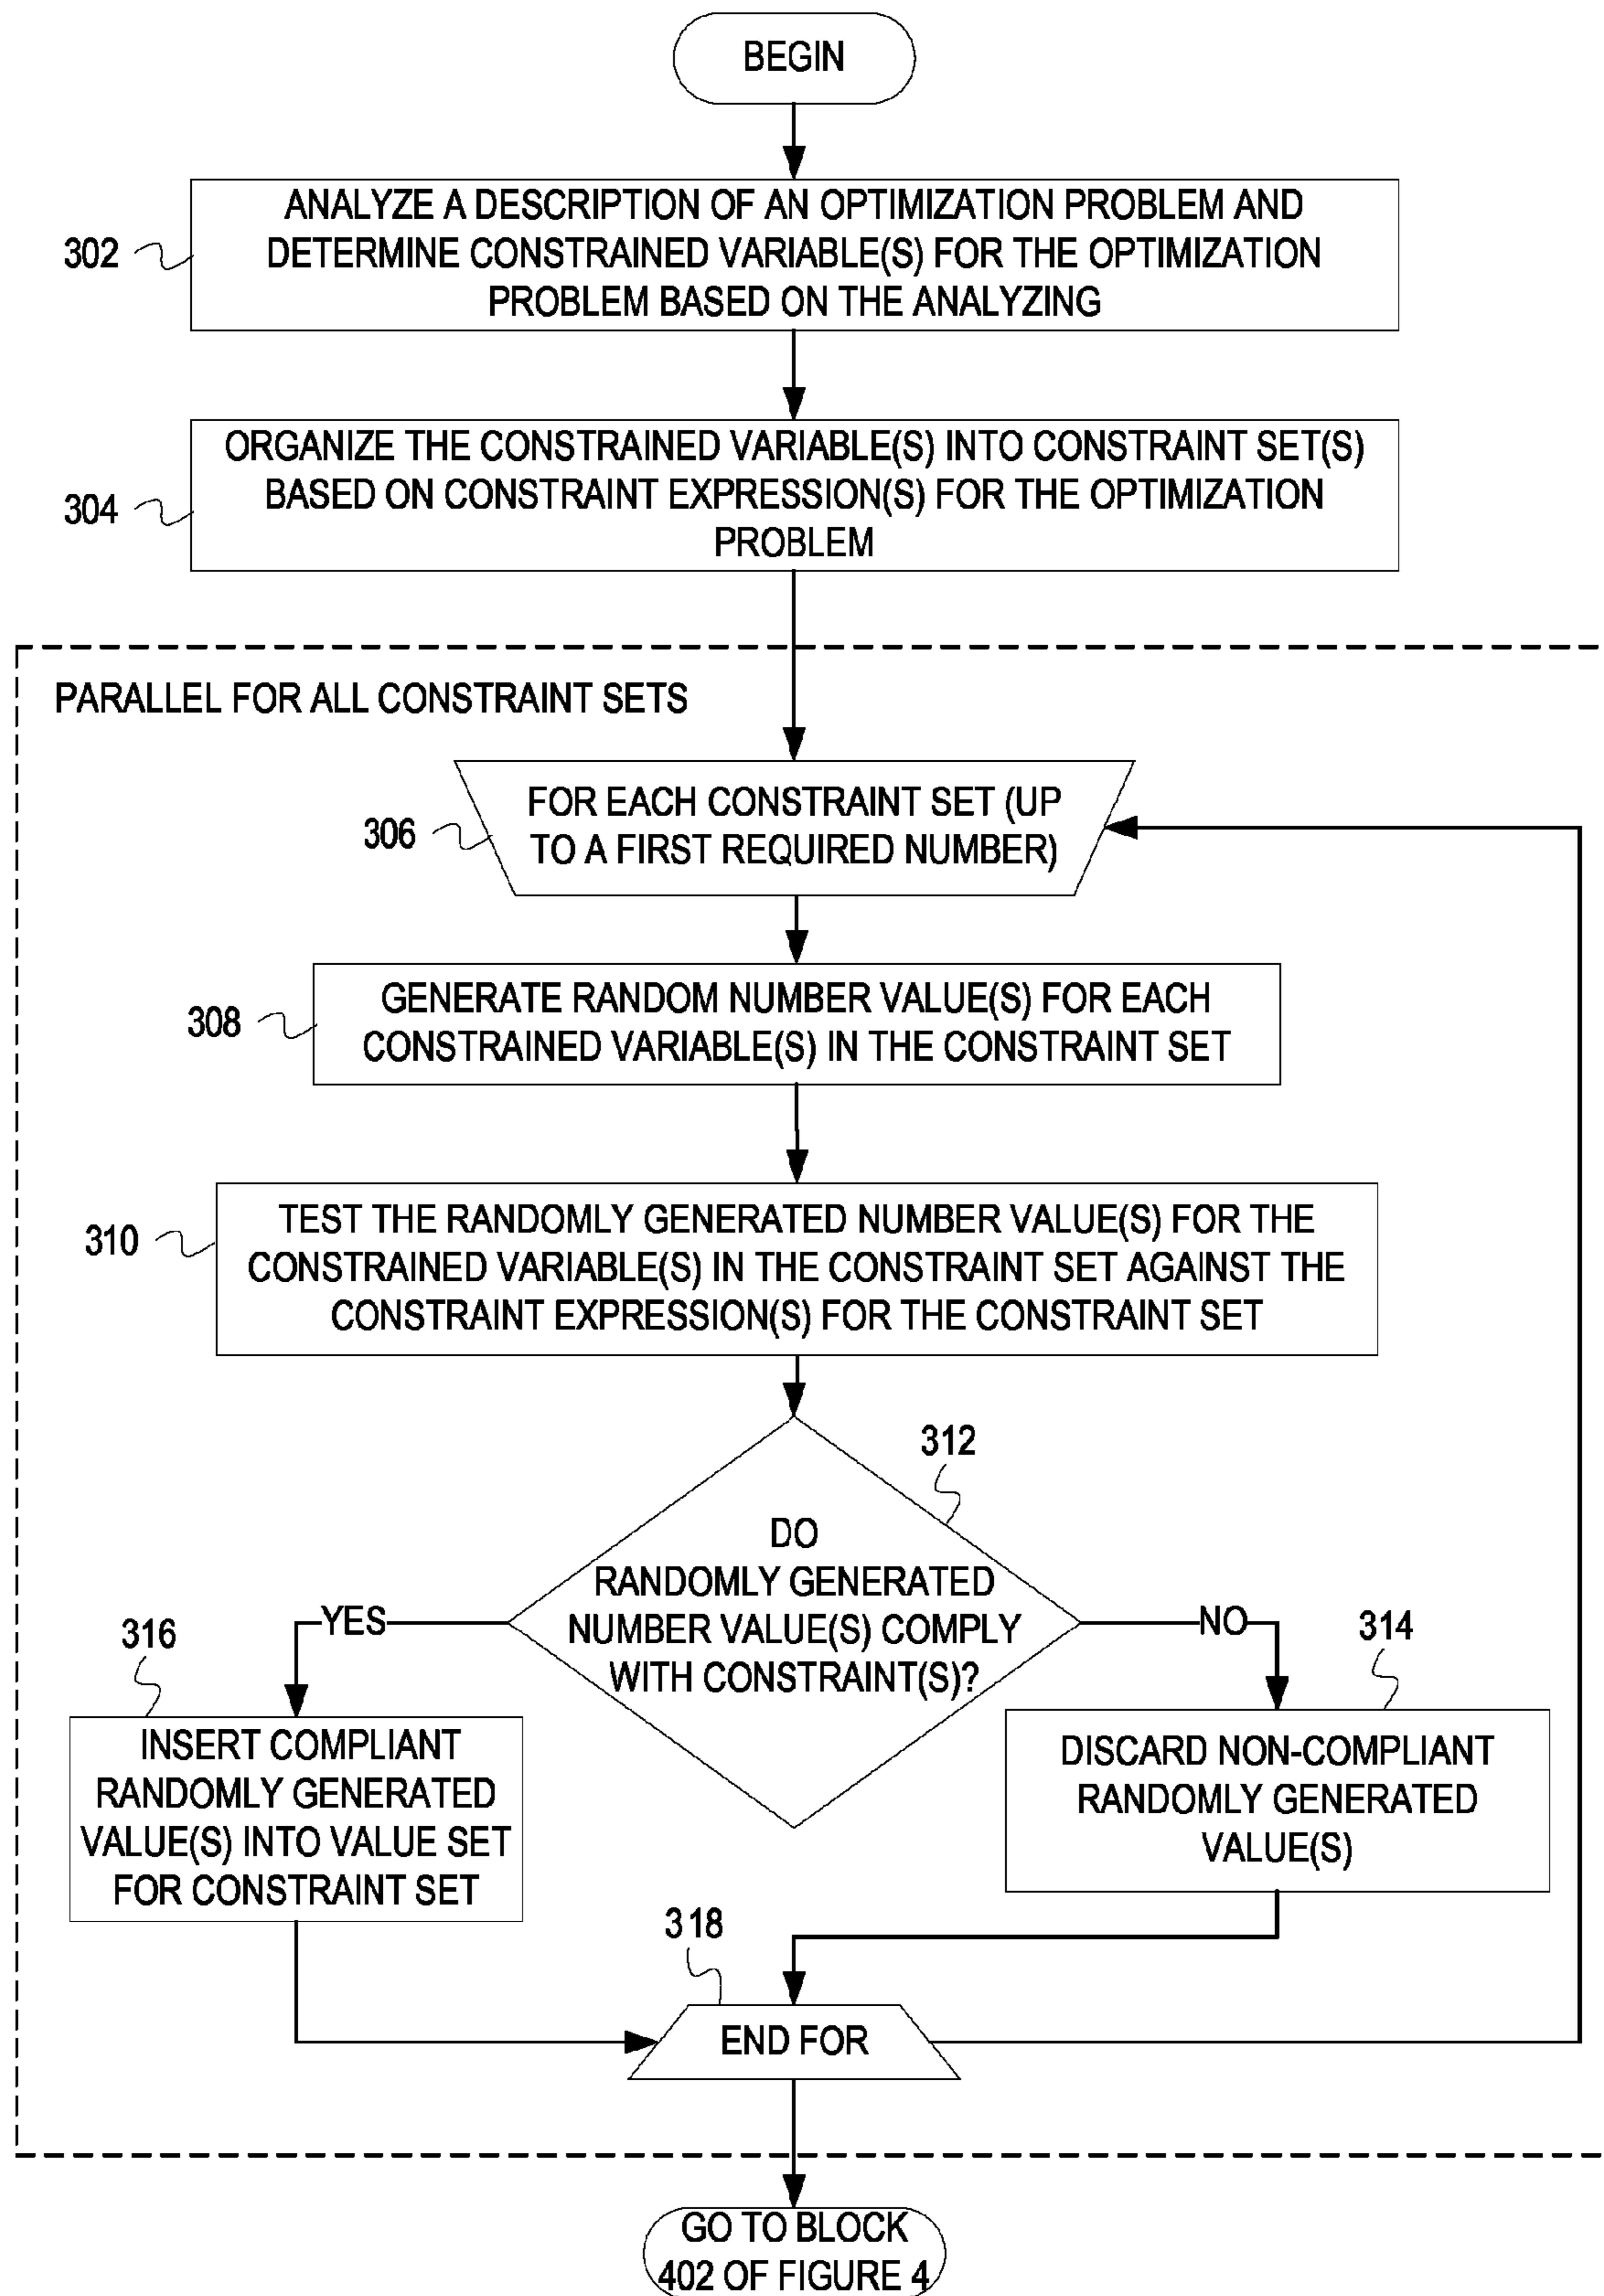 BEGIN
ANALYZE A DESCRIPTION OF AN OPTIMIZATION PROBLEM AND
DETERMINE CONSTRAINED VARIABLE(S) FOR THE OPTIMIZATION
PROBLEM BASED ON THE ANALYZING
302
ORGANIZE THE CONSTRAINED VARIABLE(S) INTO CONSTRAINT SET(S)
BASED ON CONSTRAINT EXPRESSION(S) FOR THE OPTIMIZATION
PROBLEM
304
PARALLEL FOR ALL CONSTRAINT SETS
FOR EACH CONSTRAINT SET (UP
TO A FIRST REQUIRED NUMBER)
306
GENERATE RANDOM NUMBER VALUE(S) FOR EACH
CONSTRAINED VARIABLE(S) IN THE CONSTRAINT SET
308
TEST THE RANDOMLY GENERATED NUMBER VALUE(S) FOR THE
CONSTRAINED VARIABLE(S) IN THE CONSTRAINT SET AGAINST THE
CONSTRAINT EXPRESSION(S) FOR THE CONSTRAINT SET
310
312
DO
RANDOMLY GENERATED
NUMBER VALUE(S) COMPLY
WITH CONSTRAINT(S)?
YES
NO
316
INSERT COMPLIANT
RANDOMLY GENERATED
VALUE(S) INTO VALUE SET
FOR CONSTRAINT SET
314
DISCARD NON-COMPLIANT
RANDOMLY GENERATED
VALUE(S)
318
END FOR
GO TO BLOCK
402 OF FIGURE 4